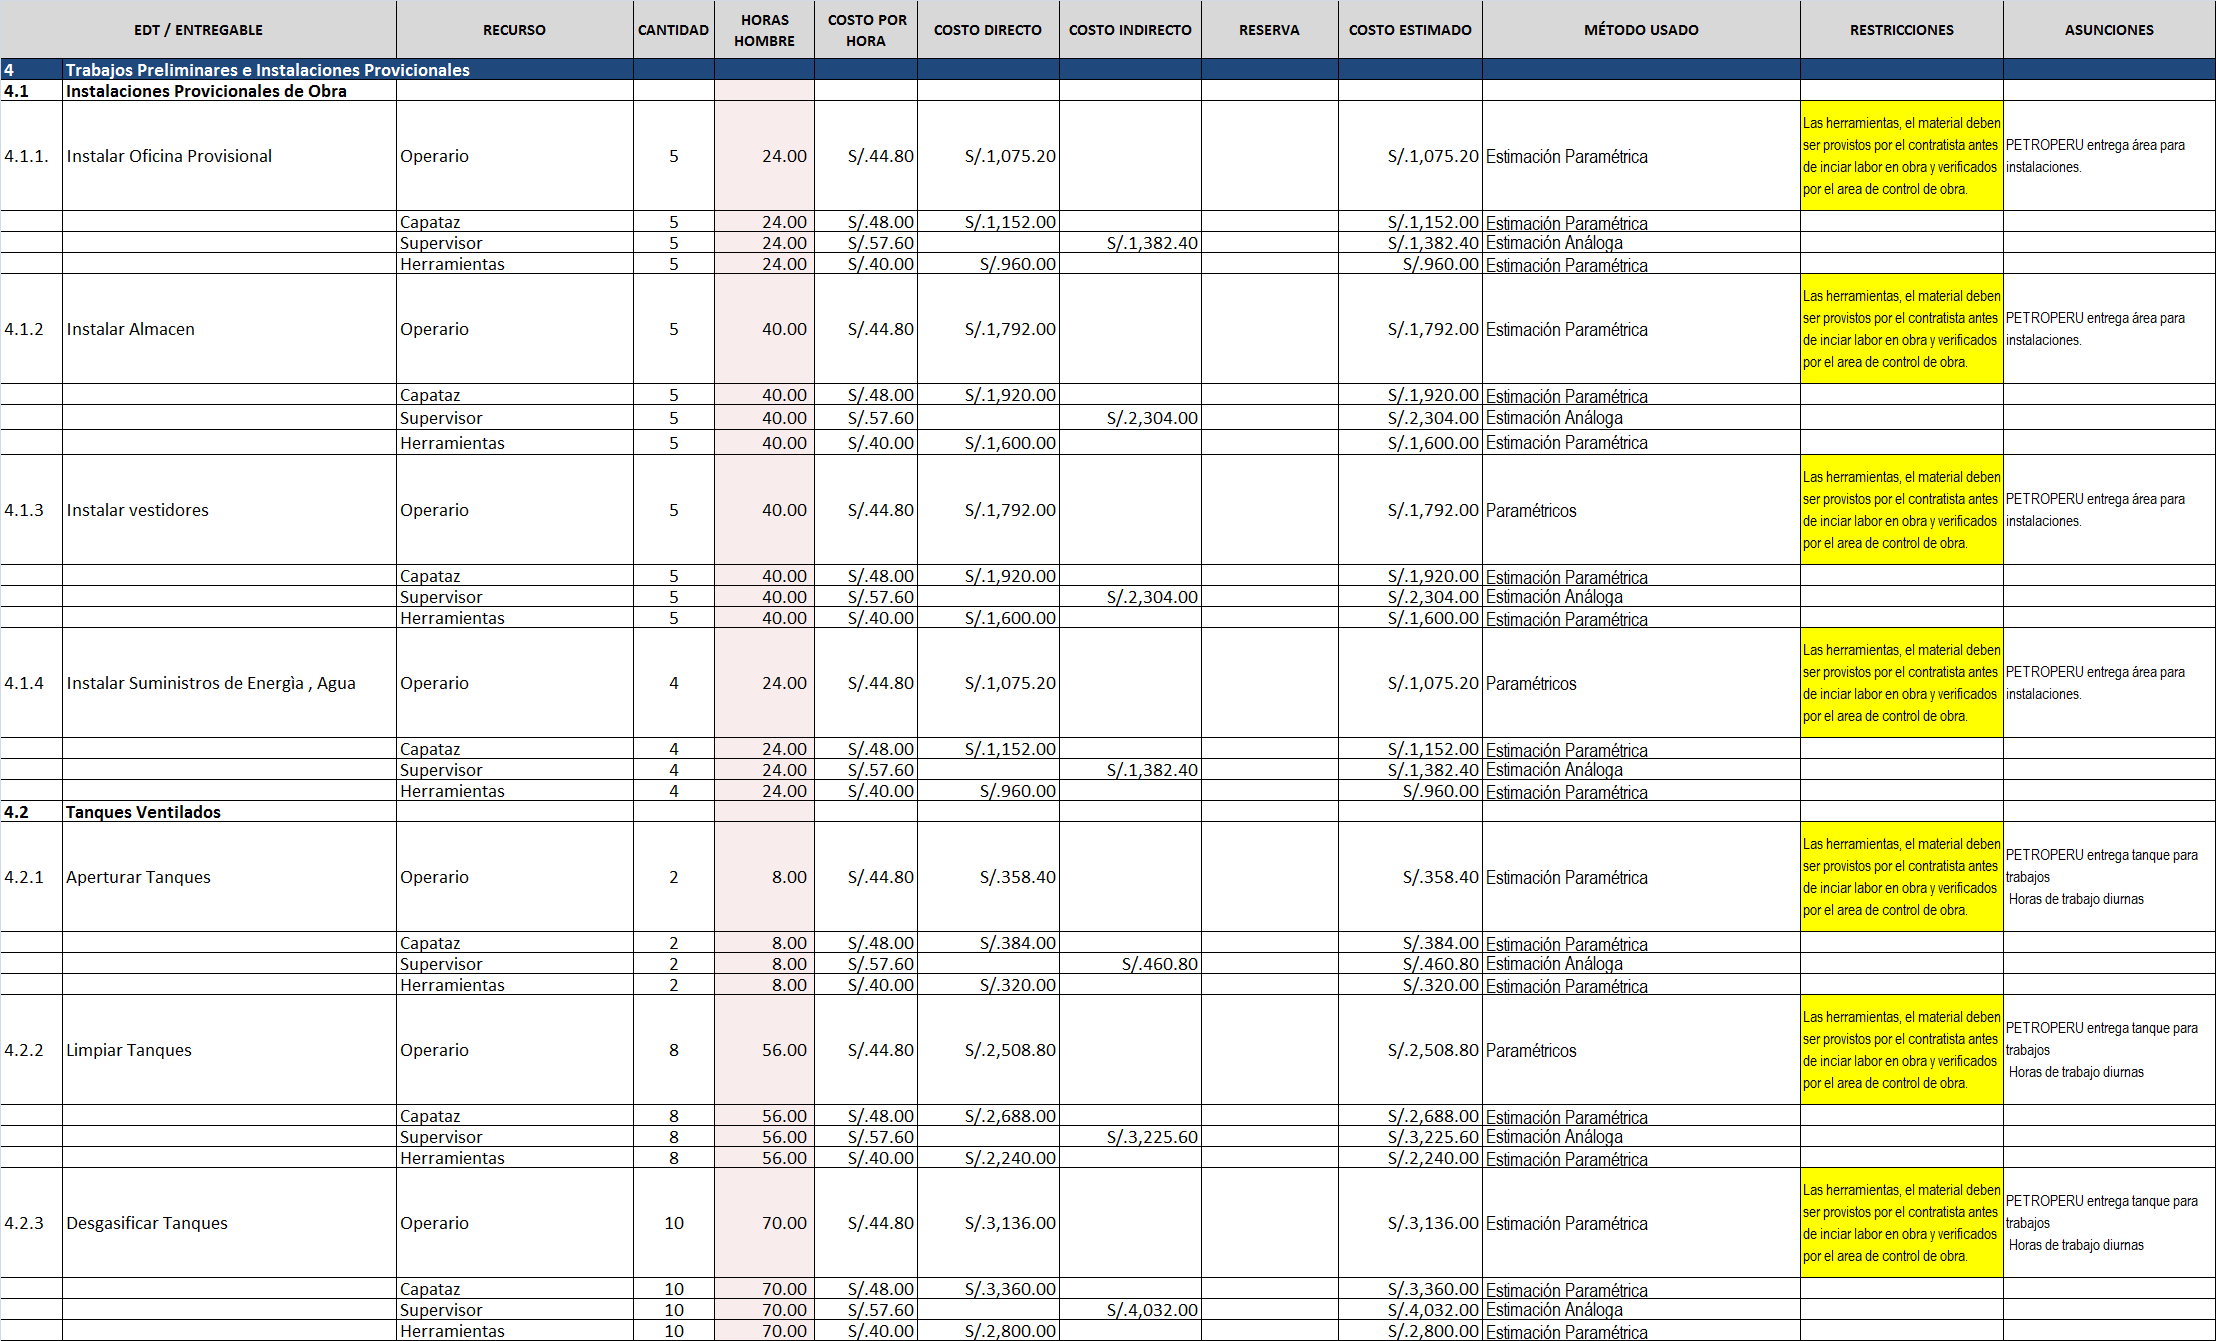 EDT / ENTREGABLE RECURSO CANTIDAD HORAS HOMBRE COSTO POR HORA COSTO DIRECTO COSTO INDIRECTO RESERVA COSTO ESTIMADO MÉTODO USADO RESTRICCIONES ASUNCIONES
4 Trabajos Preliminares e Instalaciones Provicionales
4.1 Instalaciones Provicionales de Obra
4.1.1. Instalar Oficina Provisional Operario 5 24.00 S/.44.80 S/.1,075.20 S/.1,075.20 Estimación Paramétrica
Las herramientas, el material deben
ser provistos por el contratista antes
de inciar labor en obra y verificados
por el area de control de obra.
PETROPERU entrega área para
instalaciones.
Capataz 5 24.00 S/.48.00 S/.1,152.00 S/.1,152.00 Estimación Paramétrica
Supervisor 5 24.00 S/.57.60 S/.1,382.40 S/.1,382.40 Estimación Análoga
Herramientas 5 24.00 S/.40.00 S/.960.00 S/.960.00 Estimación Paramétrica
4.1.2 Instalar Almacen Operario 5 40.00 S/.44.80 S/.1,792.00 S/.1,792.00 Estimación Paramétrica
Las herramientas, el material deben
ser provistos por el contratista antes
de inciar labor en obra y verificados
por el area de control de obra.
PETROPERU entrega área para
instalaciones.
Capataz 5 40.00 S/.48.00 S/.1,920.00 S/.1,920.00 Estimación Paramétrica
Supervisor 5 40.00 S/.57.60 S/.2,304.00 S/.2,304.00 Estimación Análoga
Herramientas 5 40.00 S/.40.00 S/.1,600.00 S/.1,600.00 Estimación Paramétrica
4.1.3 Instalar vestidores Operario 5 40.00 S/.44.80 S/.1,792.00 S/.1,792.00 Paramétricos
Las herramientas, el material deben
ser provistos por el contratista antes
de inciar labor en obra y verificados
por el area de control de obra.
PETROPERU entrega área para
instalaciones.
Capataz 5 40.00 S/.48.00 S/.1,920.00 S/.1,920.00 Estimación Paramétrica
Supervisor 5 40.00 S/.57.60 S/.2,304.00 S/.2,304.00 Estimación Análoga
Herramientas 5 40.00 S/.40.00 S/.1,600.00 S/.1,600.00 Estimación Paramétrica
4.1.4 Instalar Suministros de Energìa , Agua Operario 4 24.00 S/.44.80 S/.1,075.20 S/.1,075.20 Paramétricos
Las herramientas, el material deben
ser provistos por el contratista antes
de inciar labor en obra y verificados
por el area de control de obra.
PETROPERU entrega área para
instalaciones.
Capataz 4 24.00 S/.48.00 S/.1,152.00 S/.1,152.00 Estimación Paramétrica
Supervisor 4 24.00 S/.57.60 S/.1,382.40 S/.1,382.40 Estimación Análoga
Herramientas 4 24.00 S/.40.00 S/.960.00 S/.960.00 Estimación Paramétrica
4.2 Tanques Ventilados
4.2.1 Aperturar Tanques Operario 2 8.00 S/.44.80 S/.358.40 S/.358.40 Estimación Paramétrica
Las herramientas, el material deben
ser provistos por el contratista antes
de inciar labor en obra y verificados
por el area de control de obra.
PETROPERU entrega tanque para
trabajos
Horas de trabajo diurnas
Capataz 2 8.00 S/.48.00 S/.384.00 S/.384.00 Estimación Paramétrica
Supervisor 2 8.00 S/.57.60 S/.460.80 S/.460.80 Estimación Análoga
Herramientas 2 8.00 S/.40.00 S/.320.00 S/.320.00 Estimación Paramétrica
4.2.2 Limpiar Tanques Operario 8 56.00 S/.44.80 S/.2,508.80 S/.2,508.80 Paramétricos
Las herramientas, el material deben
ser provistos por el contratista antes
de inciar labor en obra y verificados
por el area de control de obra.
PETROPERU entrega tanque para
trabajos
Horas de trabajo diurnas
Capataz 8 56.00 S/.48.00 S/.2,688.00 S/.2,688.00 Estimación Paramétrica
Supervisor 8 56.00 S/.57.60 S/.3,225.60 S/.3,225.60 Estimación Análoga
Herramientas 8 56.00 S/.40.00 S/.2,240.00 S/.2,240.00 Estimación Paramétrica
4.2.3 Desgasificar Tanques Operario 10 70.00 S/.44.80 S/.3,136.00 S/.3,136.00 Estimación Paramétrica
Las herramientas, el material deben
ser provistos por el contratista antes
de inciar labor en obra y verificados
por el area de control de obra.
PETROPERU entrega tanque para
trabajos
Horas de trabajo diurnas
Capataz 10 70.00 S/.48.00 S/.3,360.00 S/.3,360.00 Estimación Paramétrica
Supervisor 10 70.00 S/.57.60 S/.4,032.00 S/.4,032.00 Estimación Análoga
Herramientas 10 70.00 S/.40.00 S/.2,800.00 S/.2,800.00 Estimación Paramétrica